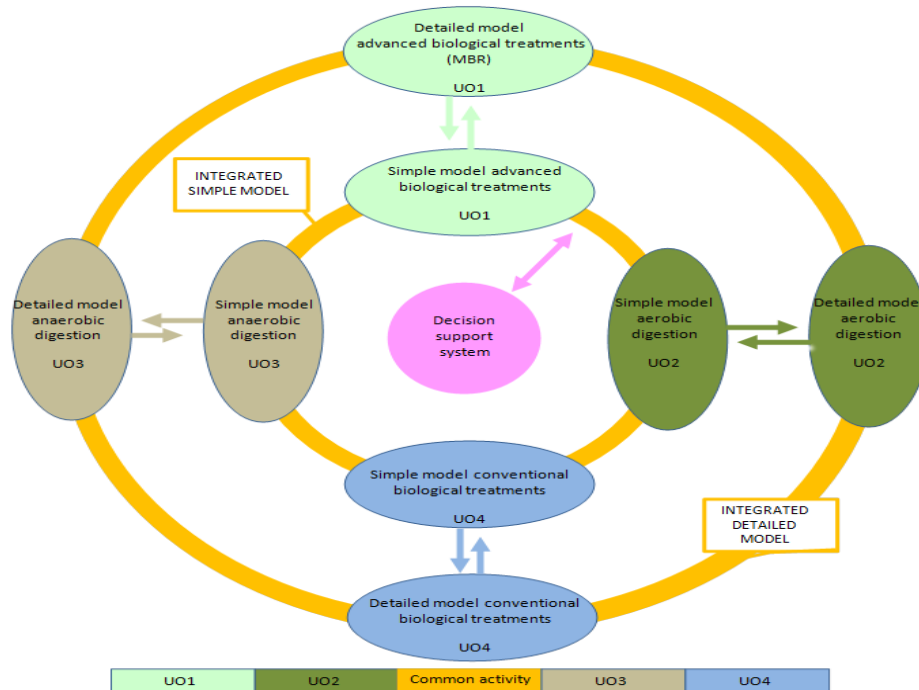 Detailed model
advanced biological treatments
(MBR)
UO1
INTEGRATED
SIMPLE MODEL
Simple model advanced
biological treatments
UO1
Detailed model
anaerobic
digestion
UO3
Simple model
anaerobic
digestion
UO3
Decision
support
system
Simple model
aerobic
digestion
UO2
Detailed model
aerobic
digestion
UO2
Simple model conventional
biological treatments
UO4
INTEGRATED
DETAILED
MODEL
Detailed model conventional
biological treatments
UO4
UO1
UO2
Common activity
UO3
UO4